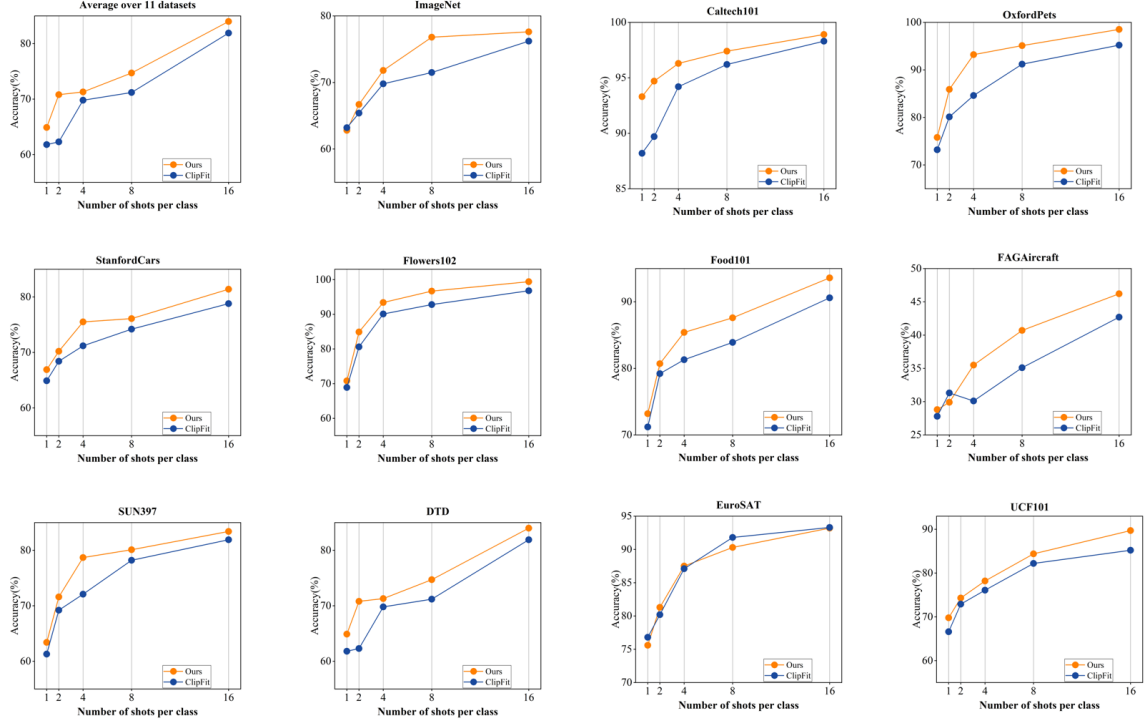 Average over 11 datasets
80
70
60
Accuracy(%)
Ours
ClipFit
1 2 4 8 16
Number of shots per class
ImageNet
80
70
60
Accuracy(%)
Ours
ClipFit
1 2 4 8 16
Number of shots per class
Caltech101
100
95
90
85
Accuracy(%)
Ours
ClipFit
1 2 4 8 16
Number of shots per class
OxfordPets
100
90
80
70
Accuracy(%)
Ours
ClipFit
1 2 4 8 16
Number of shots per class
StanfordCars
80
70
60
Accuracy(%)
Ours
ClipFit
1 2 4 8 16
Number of shots per class
Flowers102
100
90
80
70
60
Accuracy(%)
Ours
ClipFit
1 2 4 8 16
Number of shots per class
Food101
90
80
70
Accuracy(%)
Ours
ClipFit
1 2 4 8 16
Number of shots per class
FAGAircraft
50
45
40
35
30
25
Accuracy(%)
Ours
ClipFit
1 2 4 8 16
Number of shots per class
SUN397
80
70
60
Accuracy(%)
Ours
ClipFit
1 2 4 8 16
Number of shots per class
DTD
80
70
60
Accuracy(%)
Ours
ClipFit
1 2 4 8 16
Number of shots per class
EuroSAT
95
90
85
80
75
70
Accuracy(%)
Ours
ClipFit
1 2 4 8 16
Number of shots per class
UCF101
90
80
70
60
Accuracy(%)
Ours
ClipFit
1 2 4 8 16
Number of shots per class